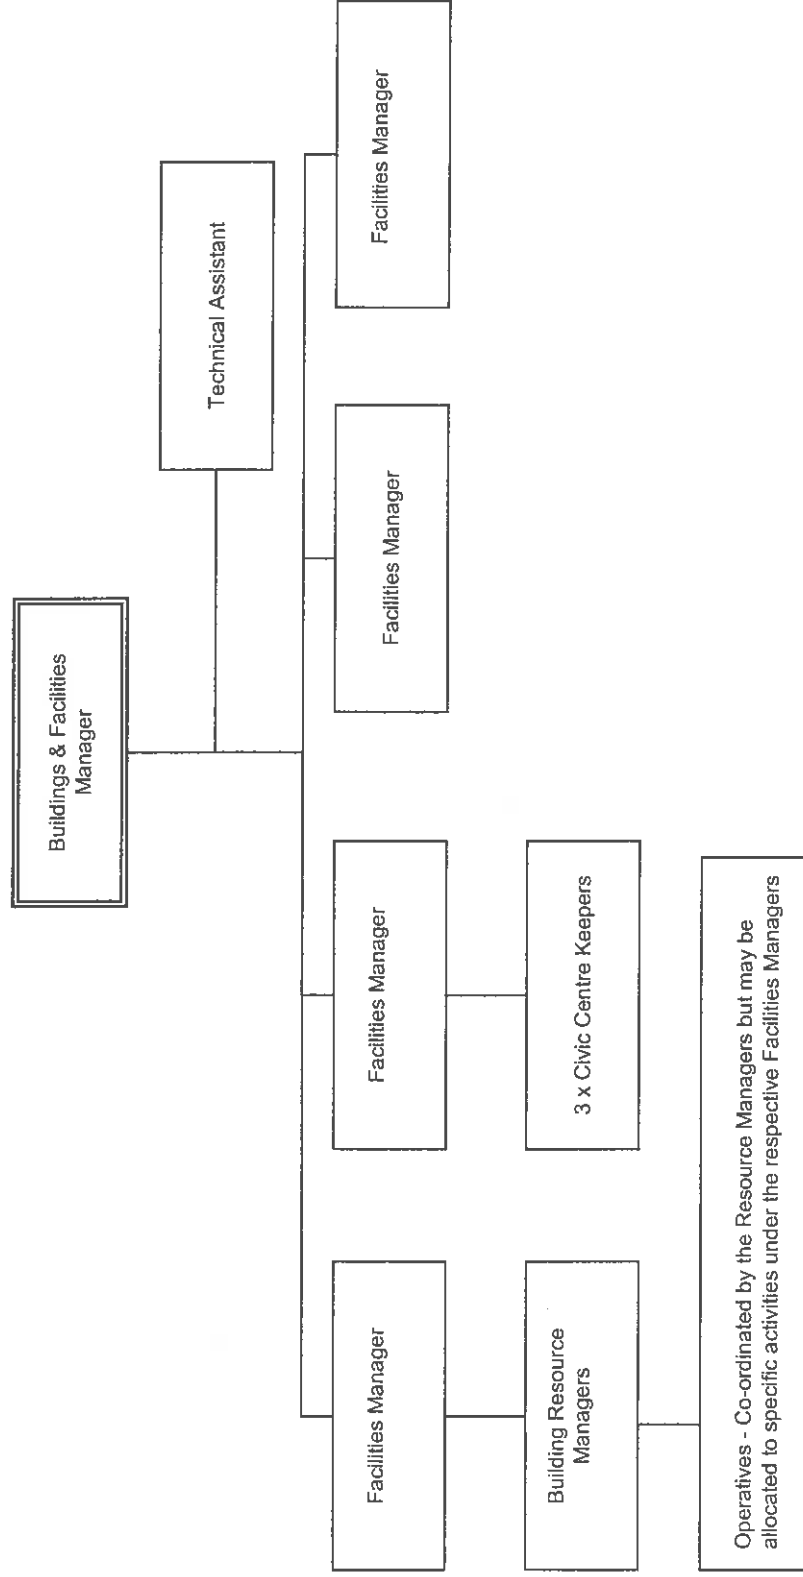 Buildings & Facilities
Manager
Technical Assistant
Facilities Manager
Facilities Manager
Facilities Manager
Facilities Manager
Building Resource
Managers
3 x Civic Centre Keepers
Operatives - Co-ordinated by the Resource Managers but may be
allocated to specific activities under the respective Facilities Managers